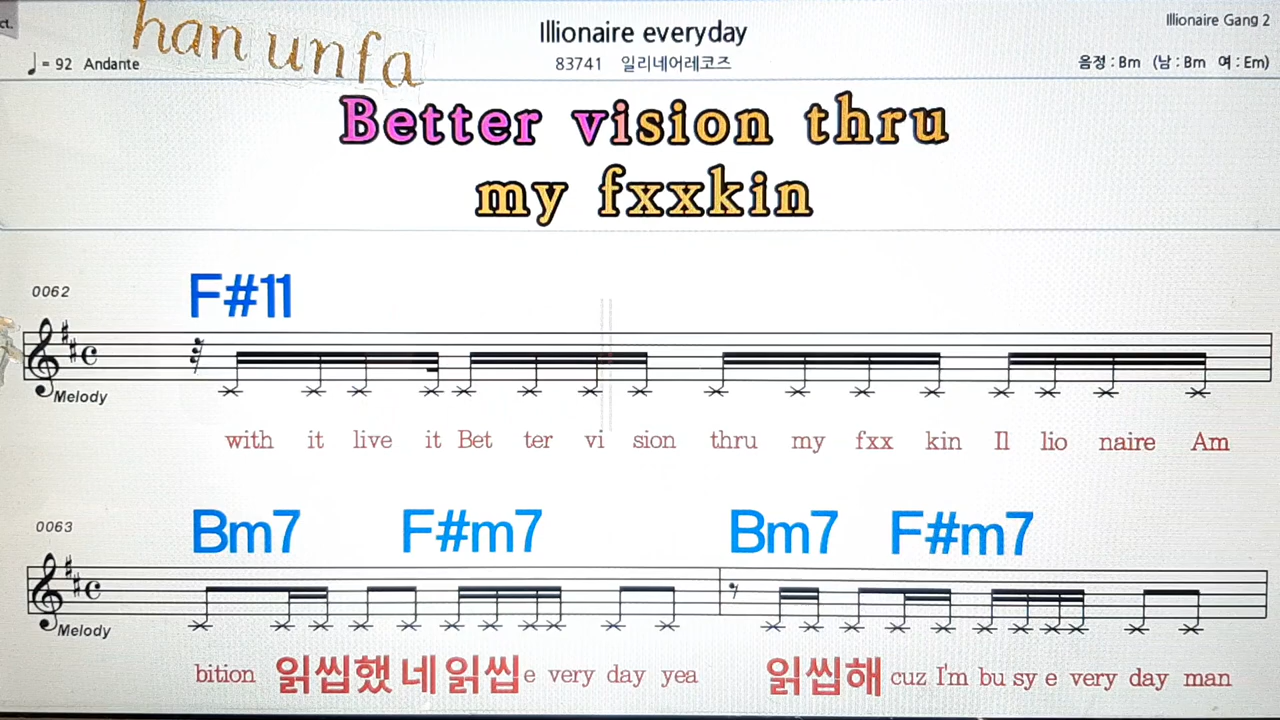 ct.
han unfa
Illionaire everyday
Illionaire Gang 2
♩= 92 Andante
83741 일리네어레코즈
음정 : Bm (남 : Bm 여 : Em)
Better vision thru
my fxxkin
0062
F#11
Melody
with it live it Bet ter vi sion thru my fxx kin Il lio naire Am
0063
Bm7 F#m7 Bm7 F#m7
Melody
bition 읽씹했네읽씹e very day yea 읽씹해 cuz I'm bu sy e very day man